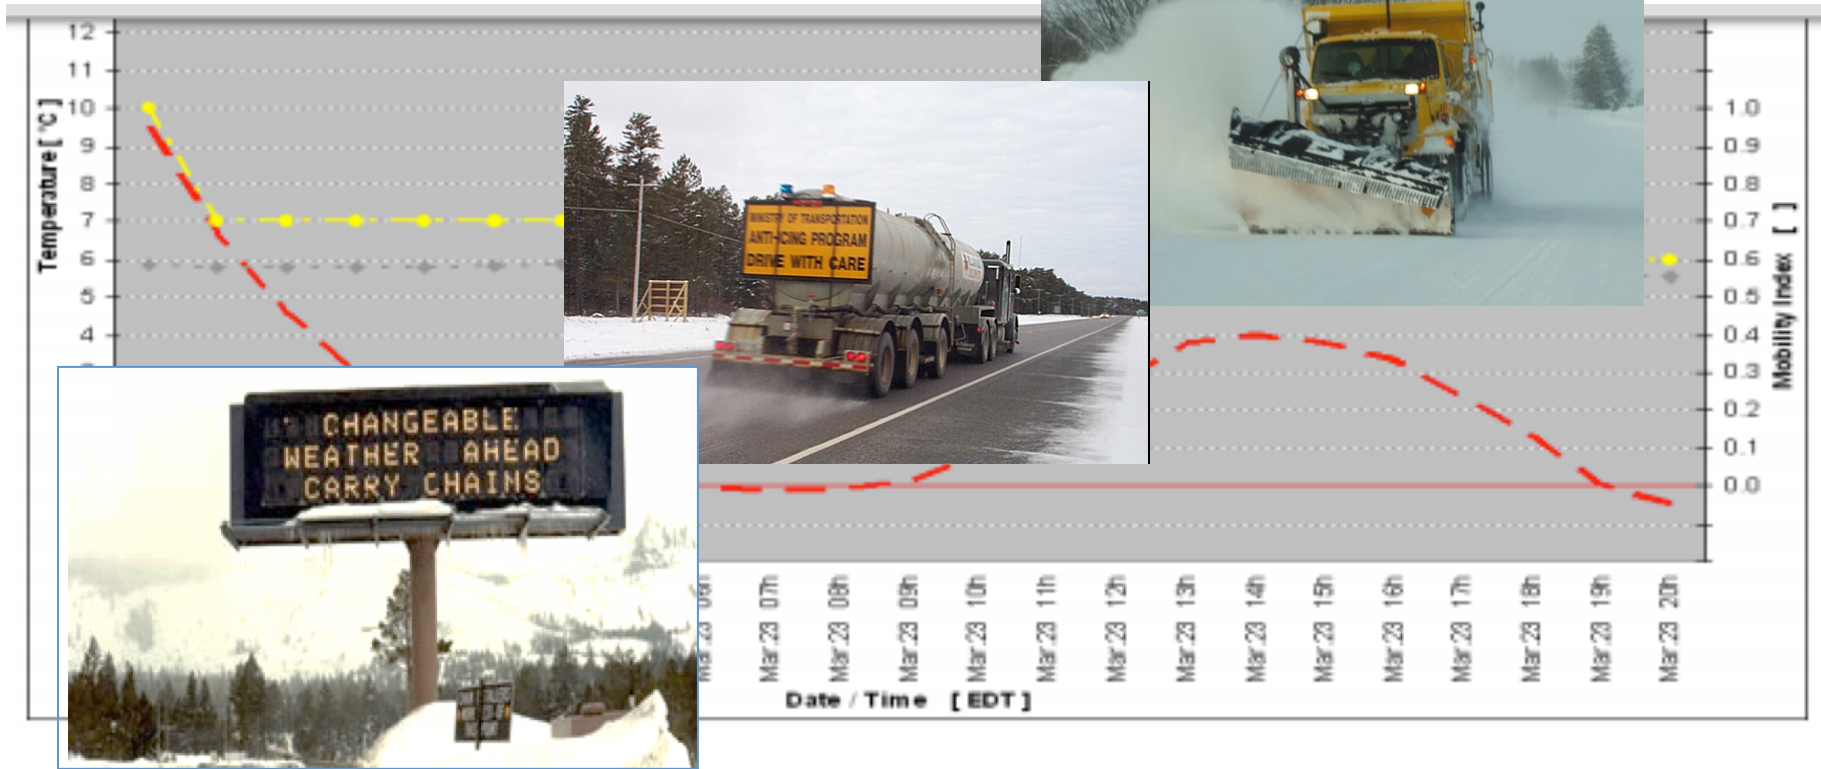 12
11
10
9
8
7
6
5
4
Temperature [ °C ]
1.0
0.9
0.8
0.7
0.6
0.5
0.4
0.3
0.2
0.1
0.0
Mobility Index [ ]
MINISTRY OF TRANSPORTATION
ANTI-ICING PROGRAM
DRIVE WITH CARE
CHANGEABLE
WEATHER AHEAD
CARRY CHAINS
Mar.23 06h
Mar.23 07h
Mar.23 08h
Mar.23 09h
Mar.23 10h
Mar.23 11h
Mar.23 12h
Mar.23 13h
Mar.23 14h
Mar.23 15h
Mar.23 16h
Mar.23 17h
Mar.23 18h
Mar.23 19h
Mar.23 20h
Date / Time [ EDT ]